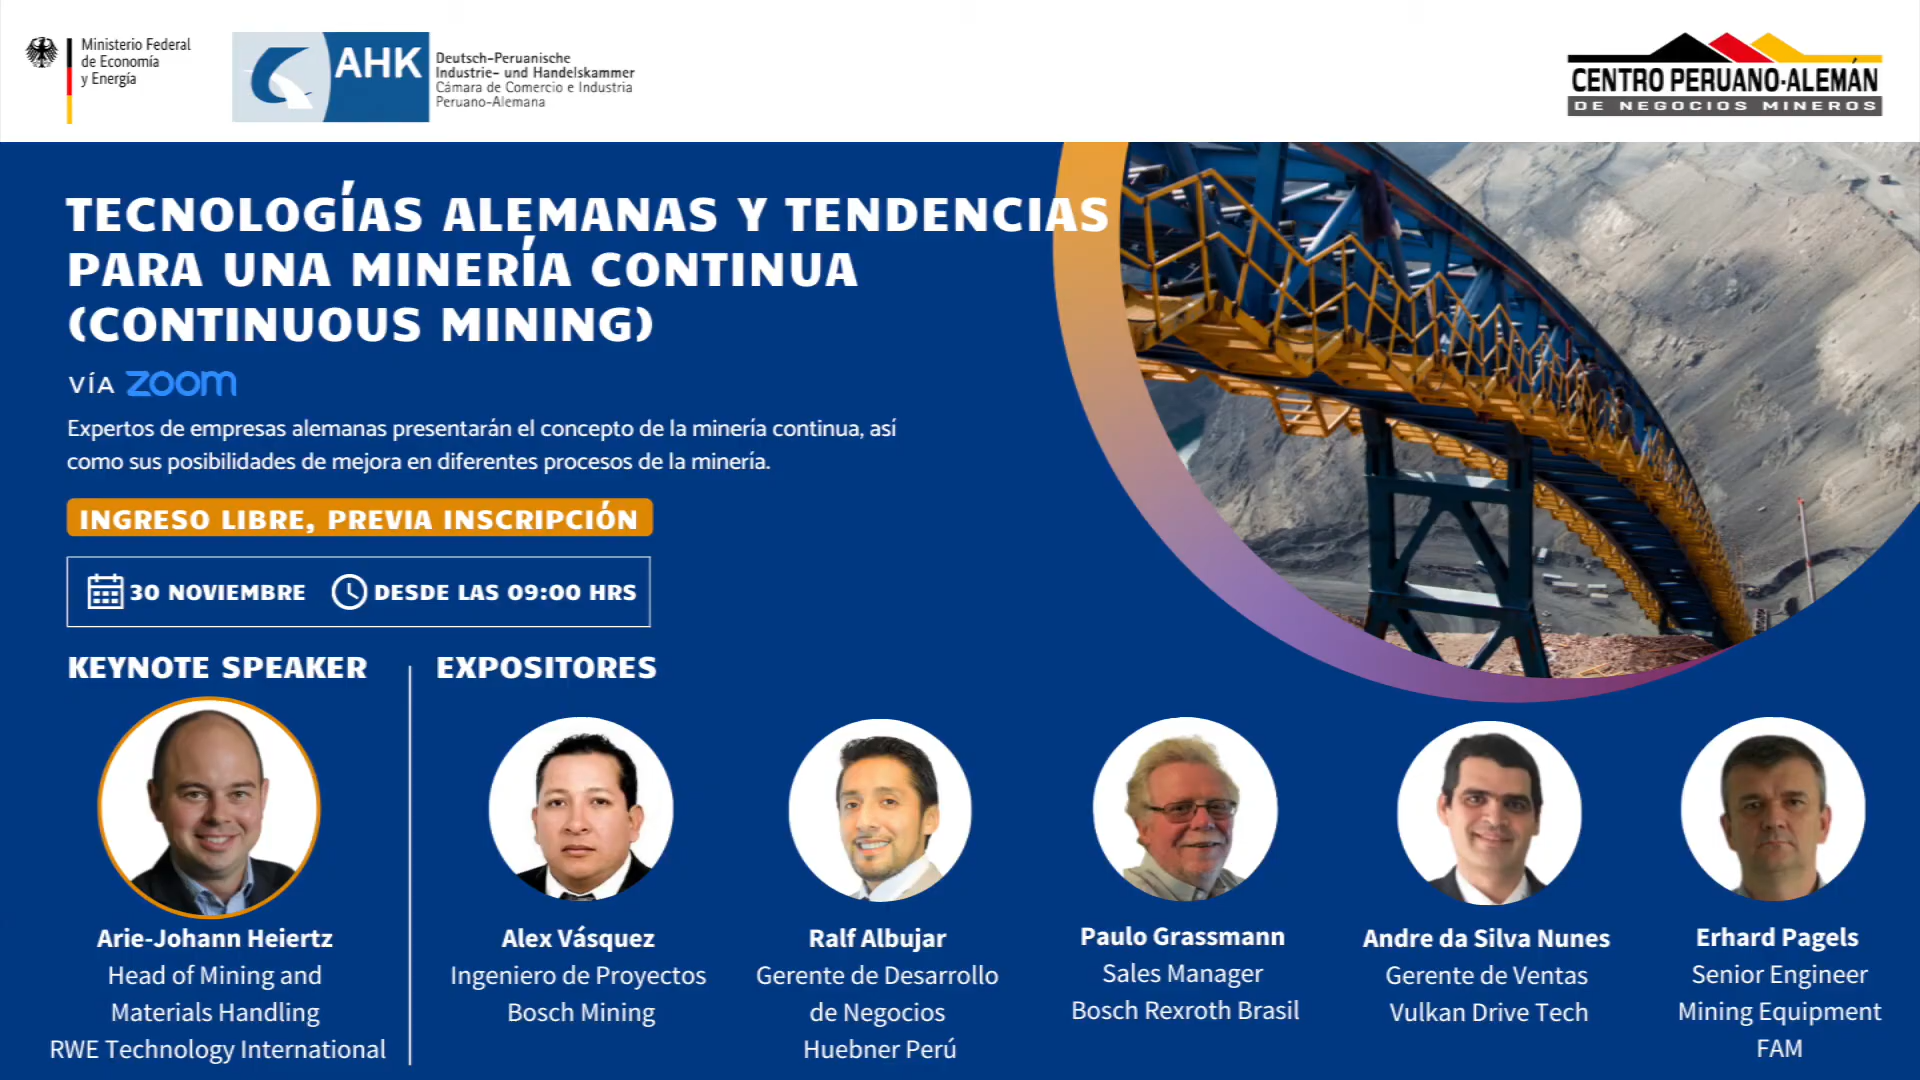 Ministerio Federal
de Economía
y Energía
AHK
Deutsch-Peruanische
Industrie- und Handelskammer
Cámara de Comercio e Industria
Peruano-Alemana
CENTRO PERUANO-ALEMÁN
DE NEGOCIOS MINEROS
TECNOLOGÍAS ALEMANAS Y TENDENCIAS
PARA UNA MINERÍA CONTINUA
(CONTINUOUS MINING)
VÍA zoom
Expertos de empresas alemanas presentarán el concepto de la minería continua, así
como sus posibilidades de mejora en diferentes procesos de la minería.
INGRESO LIBRE, PREVIA INSCRIPCIÓN
30 NOVIEMBRE DESDE LAS 09:00 HRS
KEYNOTE SPEAKER
Arie-Johann Heiertz
Head of Mining and
Materials Handling
RWE Technology International
EXPOSITORES
Alex Vásquez
Ingeniero de Proyectos
Bosch Mining
Ralf Albujar
Gerente de Desarrollo
de Negocios
Huebner Perú
Paulo Grassmann
Sales Manager
Bosch Rexroth Brasil
Andre da Silva Nunes
Gerente de Ventas
Vulkan Drive Tech
Erhard Pagels
Senior Engineer
Mining Equipment
FAM